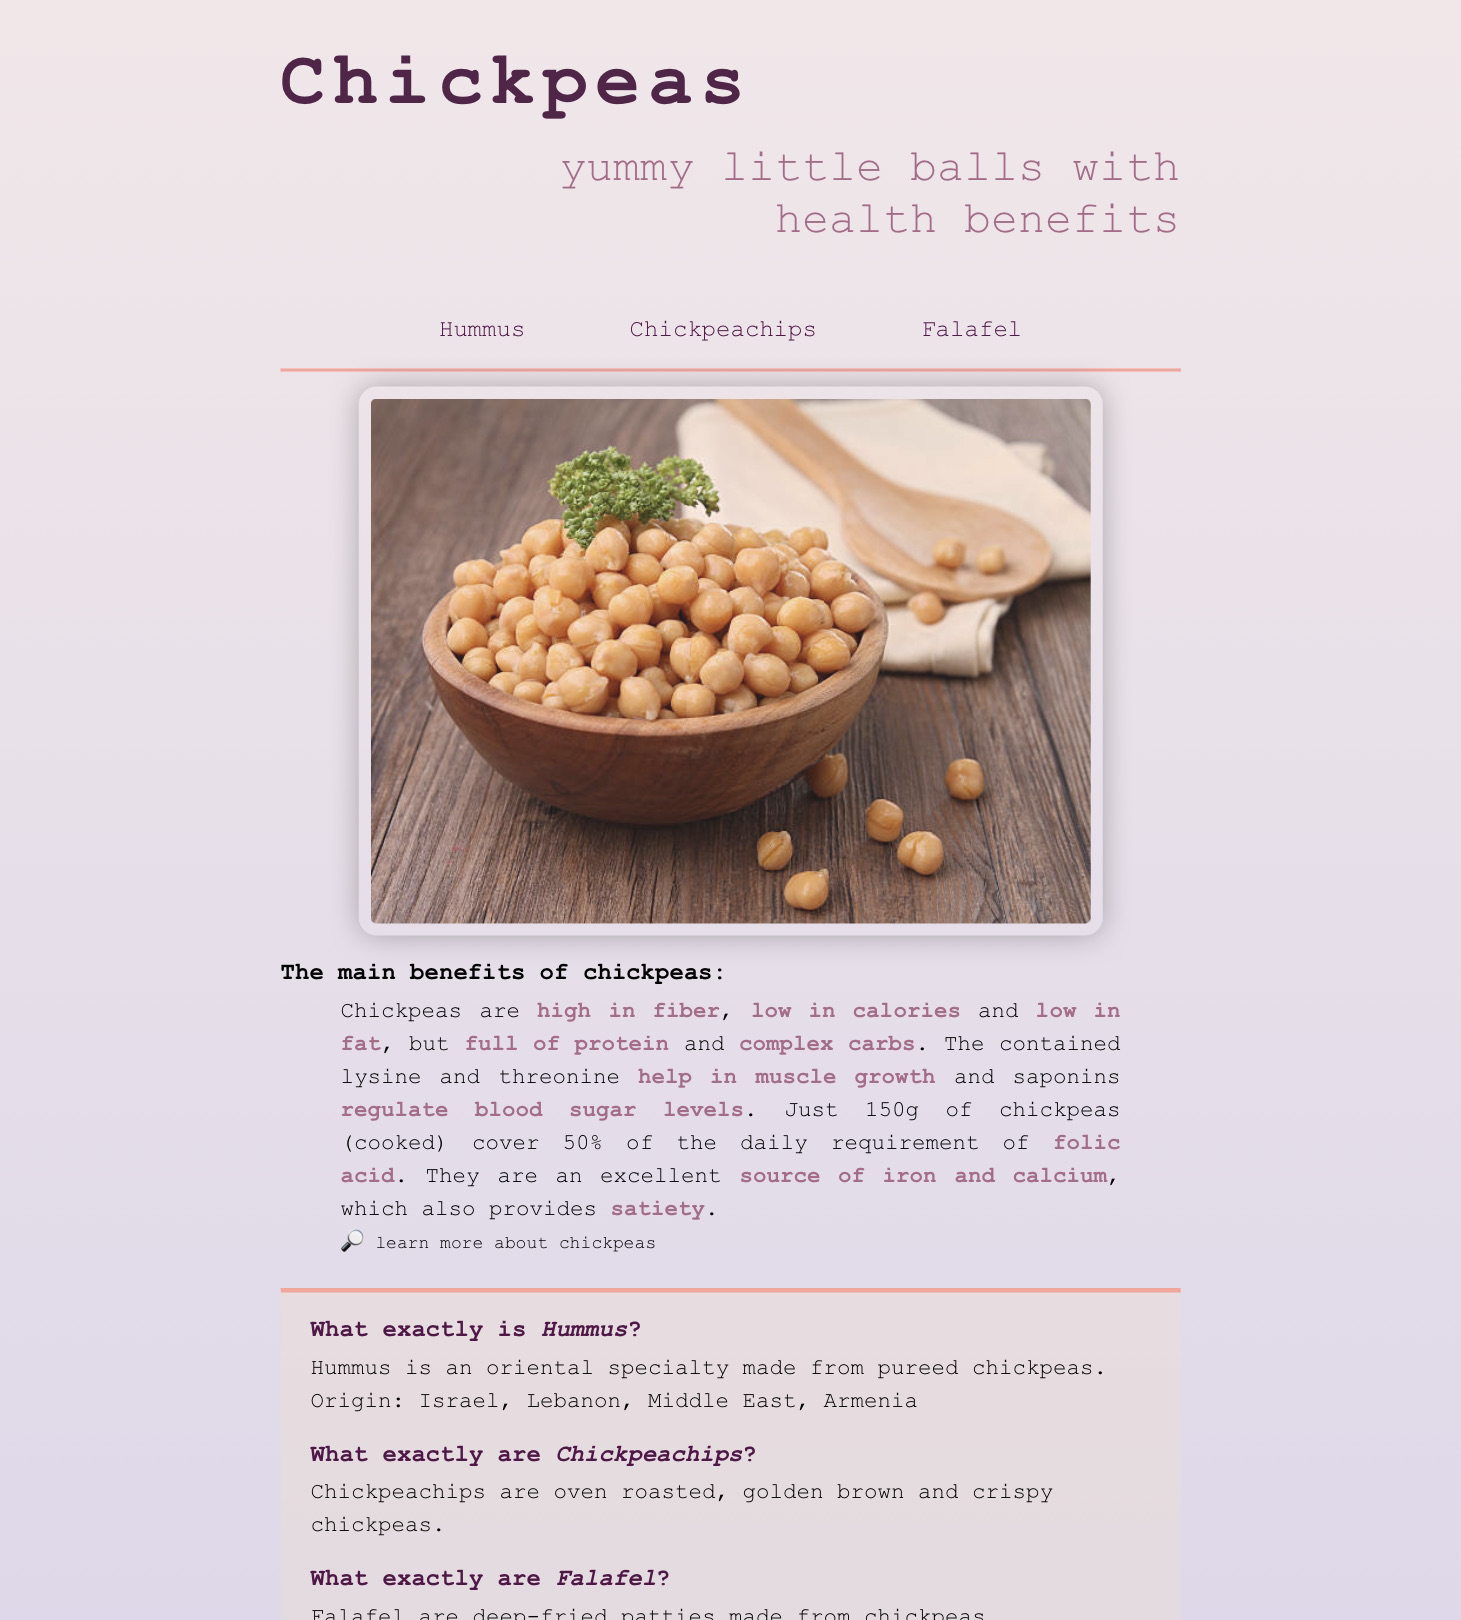 Chickpeas
yummy little balls with
health benefits
Hummus
Chickpeachips
Falafel
The main benefits of chickpeas:
Chickpeas are high in fiber, low in calories and low in
fat, but full of protein and complex carbs. The contained
lysine and threonine help in muscle growth and saponins
regulate blood sugar levels. Just 150g of chickpeas
(cooked) cover 50% of the daily requirement of folic
acid. They are an excellent source of iron and calcium,
which also provides satiety.
🔎 learn more about chickpeas
What exactly is Hummus?
Hummus is an oriental specialty made from pureed chickpeas.
Origin: Israel, Lebanon, Middle East, Armenia
What exactly are Chickpeachips?
Chickpeachips are oven roasted, golden brown and crispy
chickpeas.
What exactly are Falafel?
Falafel are deep-fried patties made from chickpeas